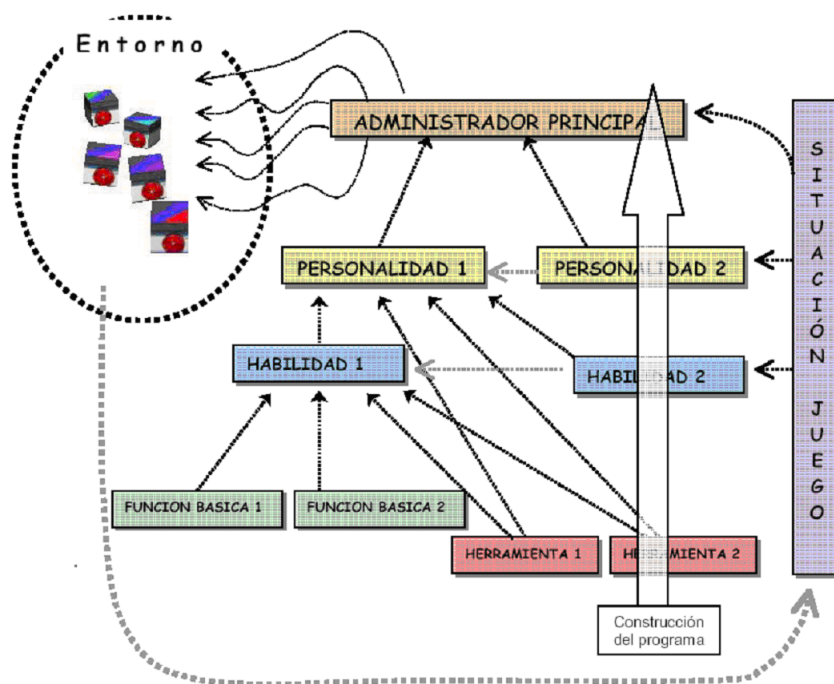 Entorno
ADMINISTRADOR PRINCIPAL
PERSONALIDAD 1
PERSONALIDAD 2
HABILIDAD 1
HABILIDAD 2
FUNCION BASICA 1
FUNCION BASICA 2
HERRAMIENTA 1
HERRAMIENTA 2
Construcción
del programa
SITUACIÓN JUEGO